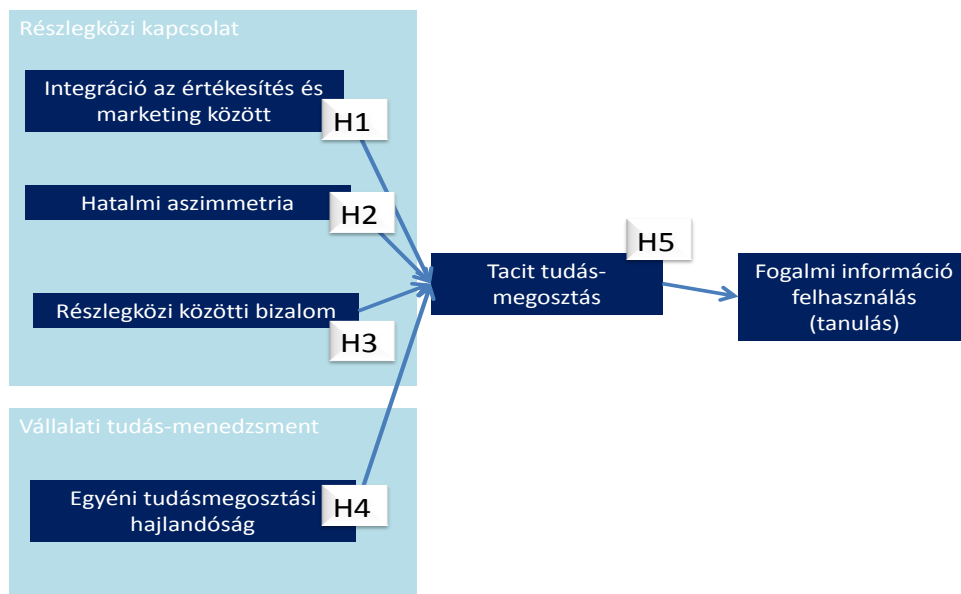 Részlegközi kapcsolat
Integráció az értékesítés és
marketing között
H1
Hatalmi aszimmetria
H2
Részlegközi közötti bizalom
H3
Vállalati tudás-menedzsment
Egyéni tudásmegosztási
hajlandóság
H4
H5
Tacit tudás-
megosztás
Fogalmi információ
felhasználás
(tanulás)